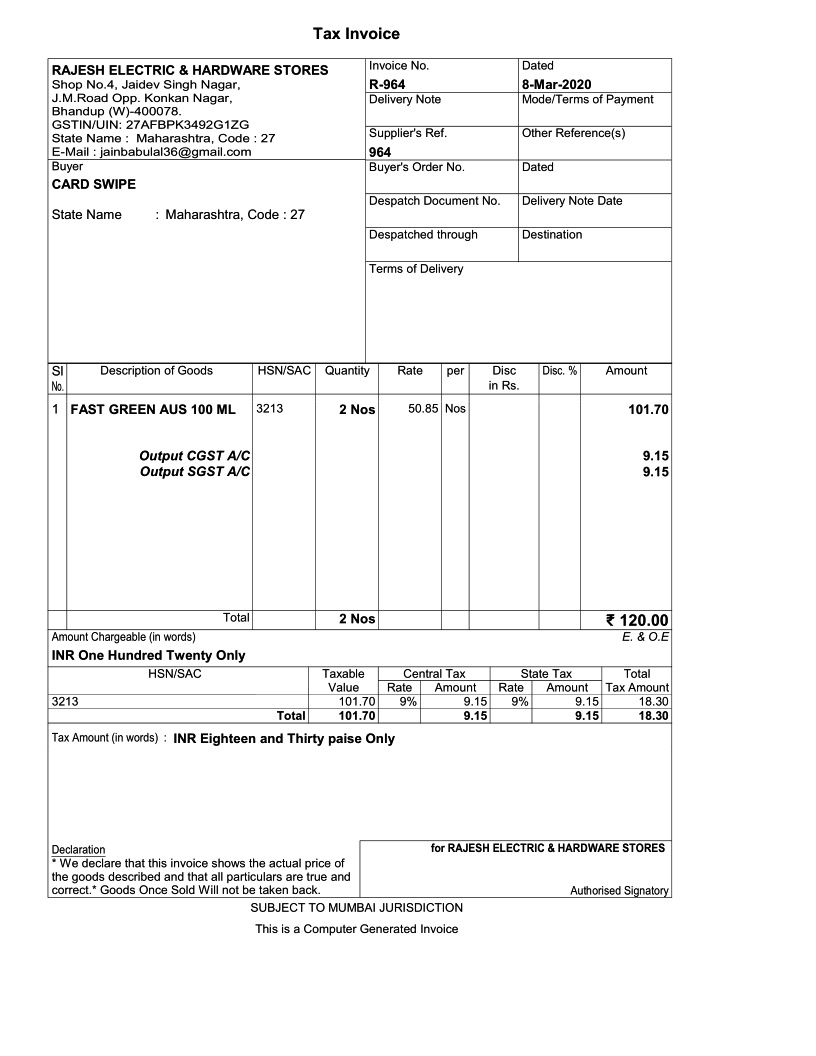 Tax Invoice
RAJESH ELECTRIC & HARDWARE STORES
Shop No.4, Jaidev Singh Nagar,
J.M.Road Opp. Konkan Nagar,
Bhandup (W)-400078.
GSTIN/UIN: 27AFBPK3492G1ZG
State Name : Maharashtra, Code : 27
E-Mail : jainbabulal36@gmail.com
Invoice No. Dated
R-964 8-Mar-2020
Delivery Note Mode/Terms of Payment
Supplier's Ref. Other Reference(s)
964
Buyer
CARD SWIPE
State Name : Maharashtra, Code : 27
Buyer's Order No. Dated
Despatch Document No. Delivery Note Date
Despatched through Destination
Terms of Delivery
Sl Description of Goods HSN/SAC Quantity Rate per Disc Disc. % Amount
No. in Rs.
1 FAST GREEN AUS 100 ML 3213 2 Nos 50.85 Nos 101.70
Output CGST A/C 9.15
Output SGST A/C 9.15
Total 2 Nos ₹ 120.00
Amount Chargeable (in words) E. & O.E
INR One Hundred Twenty Only
HSN/SAC Taxable Central Tax State Tax Total
Value Rate Amount Rate Amount Tax Amount
3213 101.70 9% 9.15 9% 9.15 18.30
Total 101.70 9.15 9.15 18.30
Tax Amount (in words) : INR Eighteen and Thirty paise Only
Declaration
* We declare that this invoice shows the actual price of
the goods described and that all particulars are true and
correct.* Goods Once Sold Will not be taken back.
for RAJESH ELECTRIC & HARDWARE STORES
Authorised Signatory
SUBJECT TO MUMBAI JURISDICTION
This is a Computer Generated Invoice